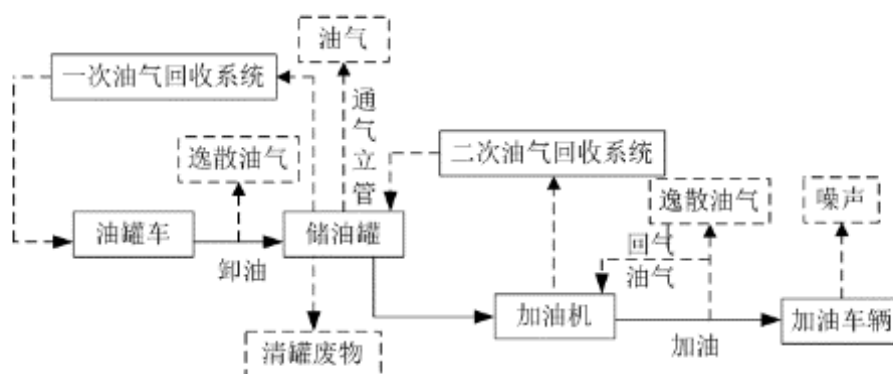 油气
一次油气回收系统
通气立管
逸散油气
二次油气回收系统
逸散油气
噪声
油罐车
卸油
储油罐
回气
油气
加油机
加油
加油车辆
清罐废物